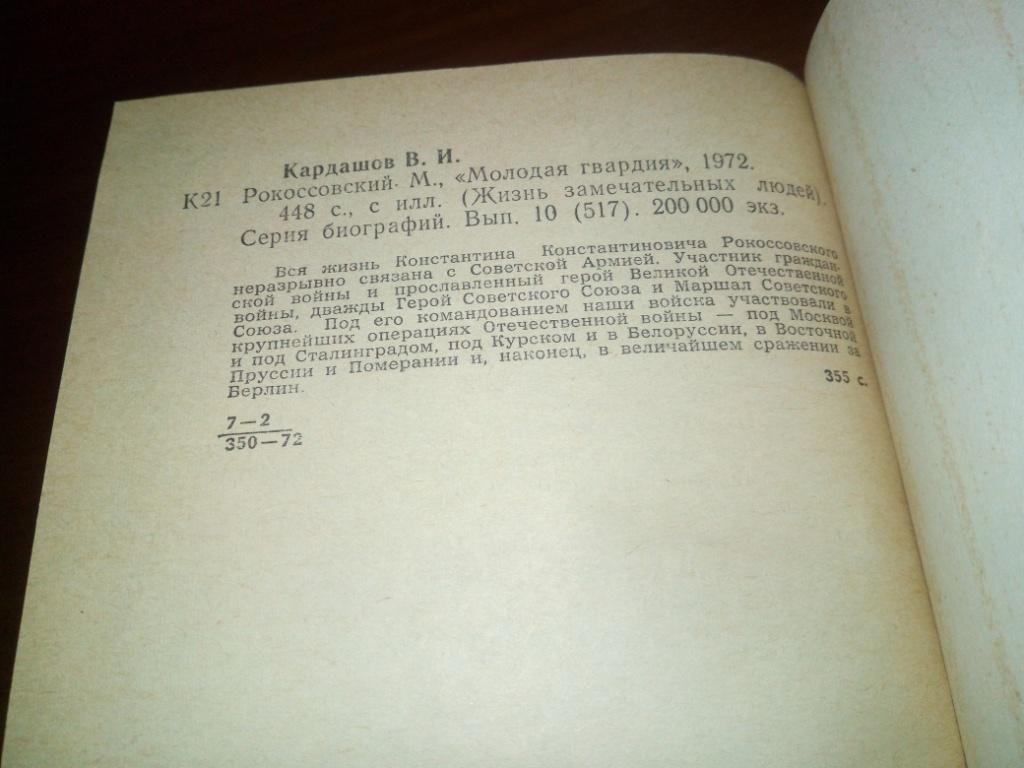 Кардашов В. И.
К21 Рокоссовский. М., «Молодая гвардия», 1972.
448 с., с илл. (Жизнь замечательных людей).
Серия биографий. Вып. 10 (517). 200 000 экз.
Вся жизнь Константина Константиновича Рокоссовского
неразрывно связана с Советской Армией. Участник граждан-
ской войны и прославленный герой Великой Отечественной
войны, дважды Герой Советского Союза и Маршал Советского
Союза. Под его командованием наши войска участвовали в
крупнейших операциях Отечественной войны — под Москвой
и под Сталинградом, под Курском и в Белоруссии, в Восточной
Пруссии и Померании и, наконец, в величайшем сражении за
Берлин.
355 с.
7—2
350—72